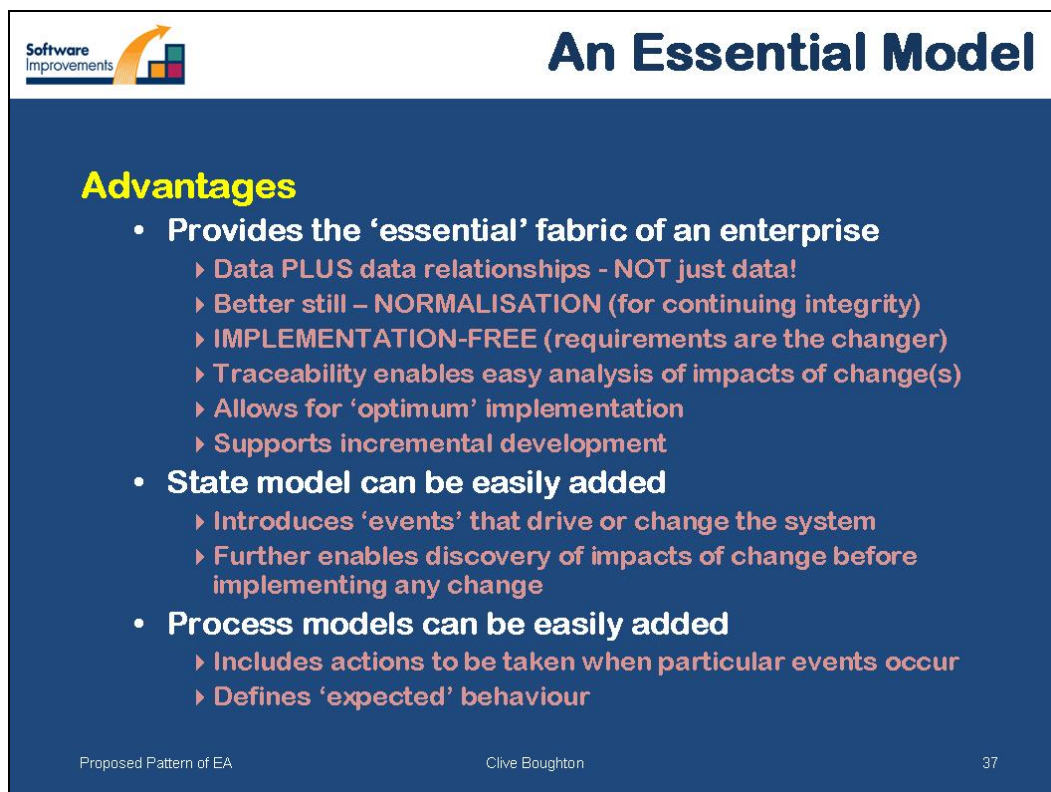 Software
Improvements
An Essential Model
Advantages
• Provides the ‘essential’ fabric of an enterprise
Data PLUS data relationships - NOT just data!
Better still – NORMALISATION (for continuing integrity)
IMPLEMENTATION-FREE (requirements are the changer)
Traceability enables easy analysis of impacts of change(s)
Allows for ‘optimum’ implementation
Supports incremental development
• State model can be easily added
Introduces ‘events’ that drive or change the system
Further enables discovery of impacts of change before
implementing any change
• Process models can be easily added
Includes actions to be taken when particular events occur
Defines ‘expected’ behaviour
Proposed Pattern of EA
Clive Boughton
37